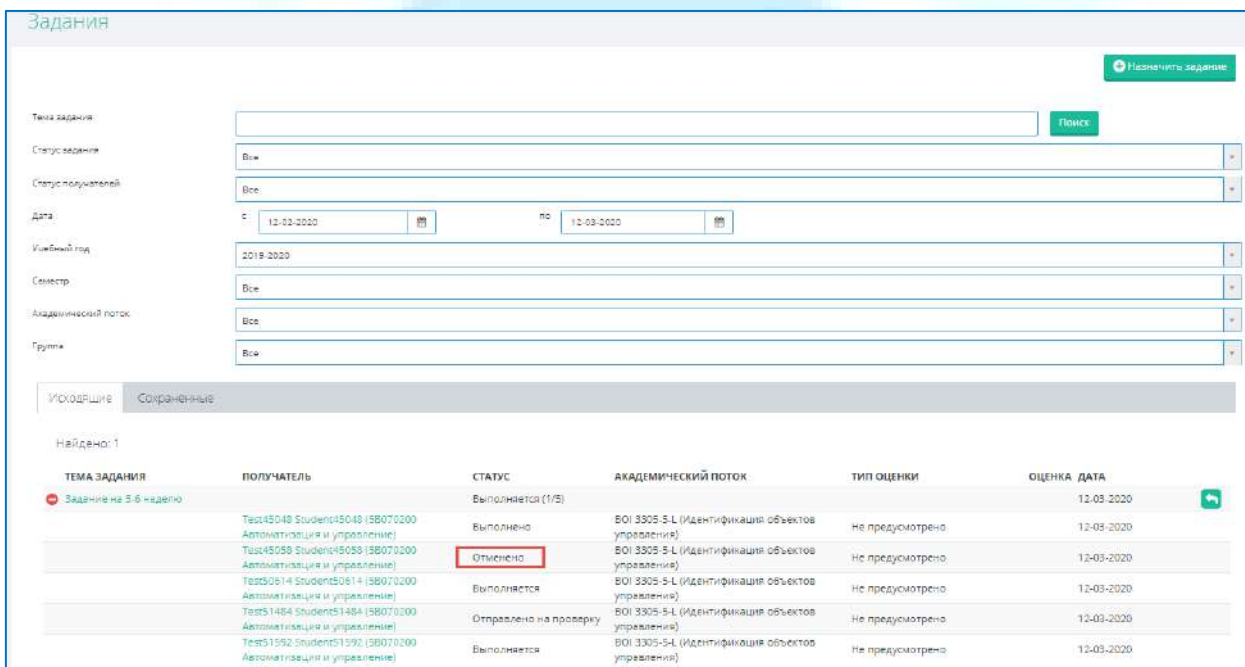 Задания
Назначить задание
Тема задания
Поиск
Статус задания Все
Статус получателей Все
Дата с 12-02-2020 по 12-03-2020
Учебный год 2019-2020
Семестр Все
Академический поток Все
Группа Все
Исходящие Сохраненные
Найдено: 1
ТЕМА ЗАДАНИЯ ПОЛУЧАТЕЛЬ СТАТУС АКАДЕМИЧЕСКИЙ ПОТОК ТИП ОЦЕНКИ ОЦЕНКА ДАТА
Задание на 5-6 неделю Выполняется (1/5) 12-03-2020
Test45048 Student45048 (5B070200 Автоматизация и управление) Выполнено BOI 3305-5-L (Идентификация объектов управления) Не предусмотрено 12-03-2020
Test45058 Student45058 (5B070200 Автоматизация и управление) Отменено BOI 3305-5-L (Идентификация объектов управления) Не предусмотрено 12-03-2020
Test50614 Student50614 (5B070200 Автоматизация и управление) Выполняется BOI 3305-5-L (Идентификация объектов управления) Не предусмотрено 12-03-2020
Test51484 Student51484 (5B070200 Автоматизация и управление) Отправлено на проверку BOI 3305-5-L (Идентификация объектов управления) Не предусмотрено 12-03-2020
Test51592 Student51592 (5B070200 Автоматизация и управление) Выполняется BOI 3305-5-L (Идентификация объектов управления) Не предусмотрено 12-03-2020